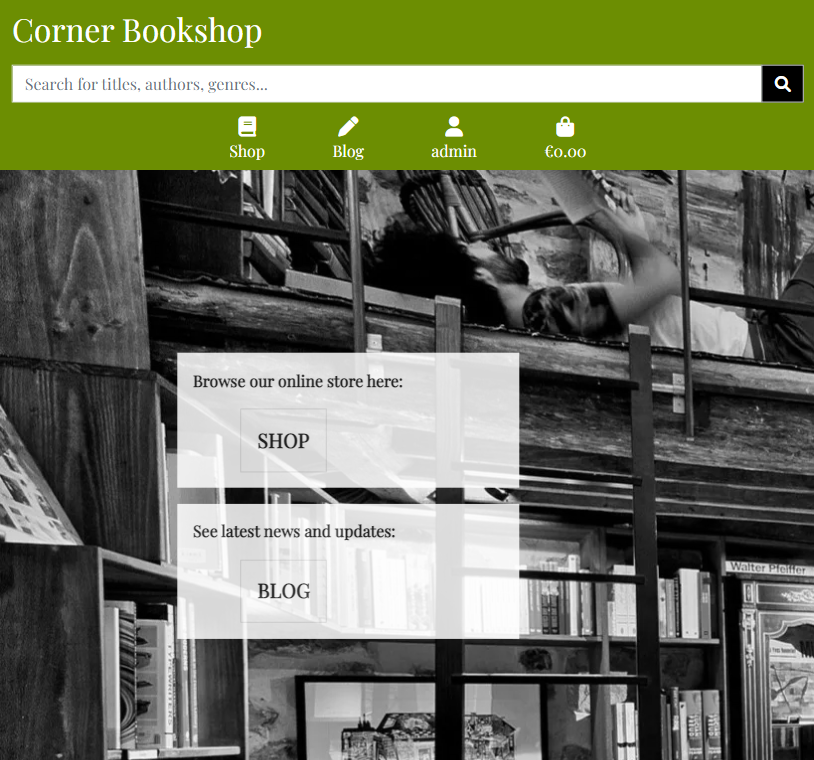 Corner Bookshop
Search for titles, authors, genres...
Shop Blog admin €0.00
Browse our online store here:
SHOP
See latest news and updates:
BLOG
Walter Pfeiffer
TYPEWRITERS